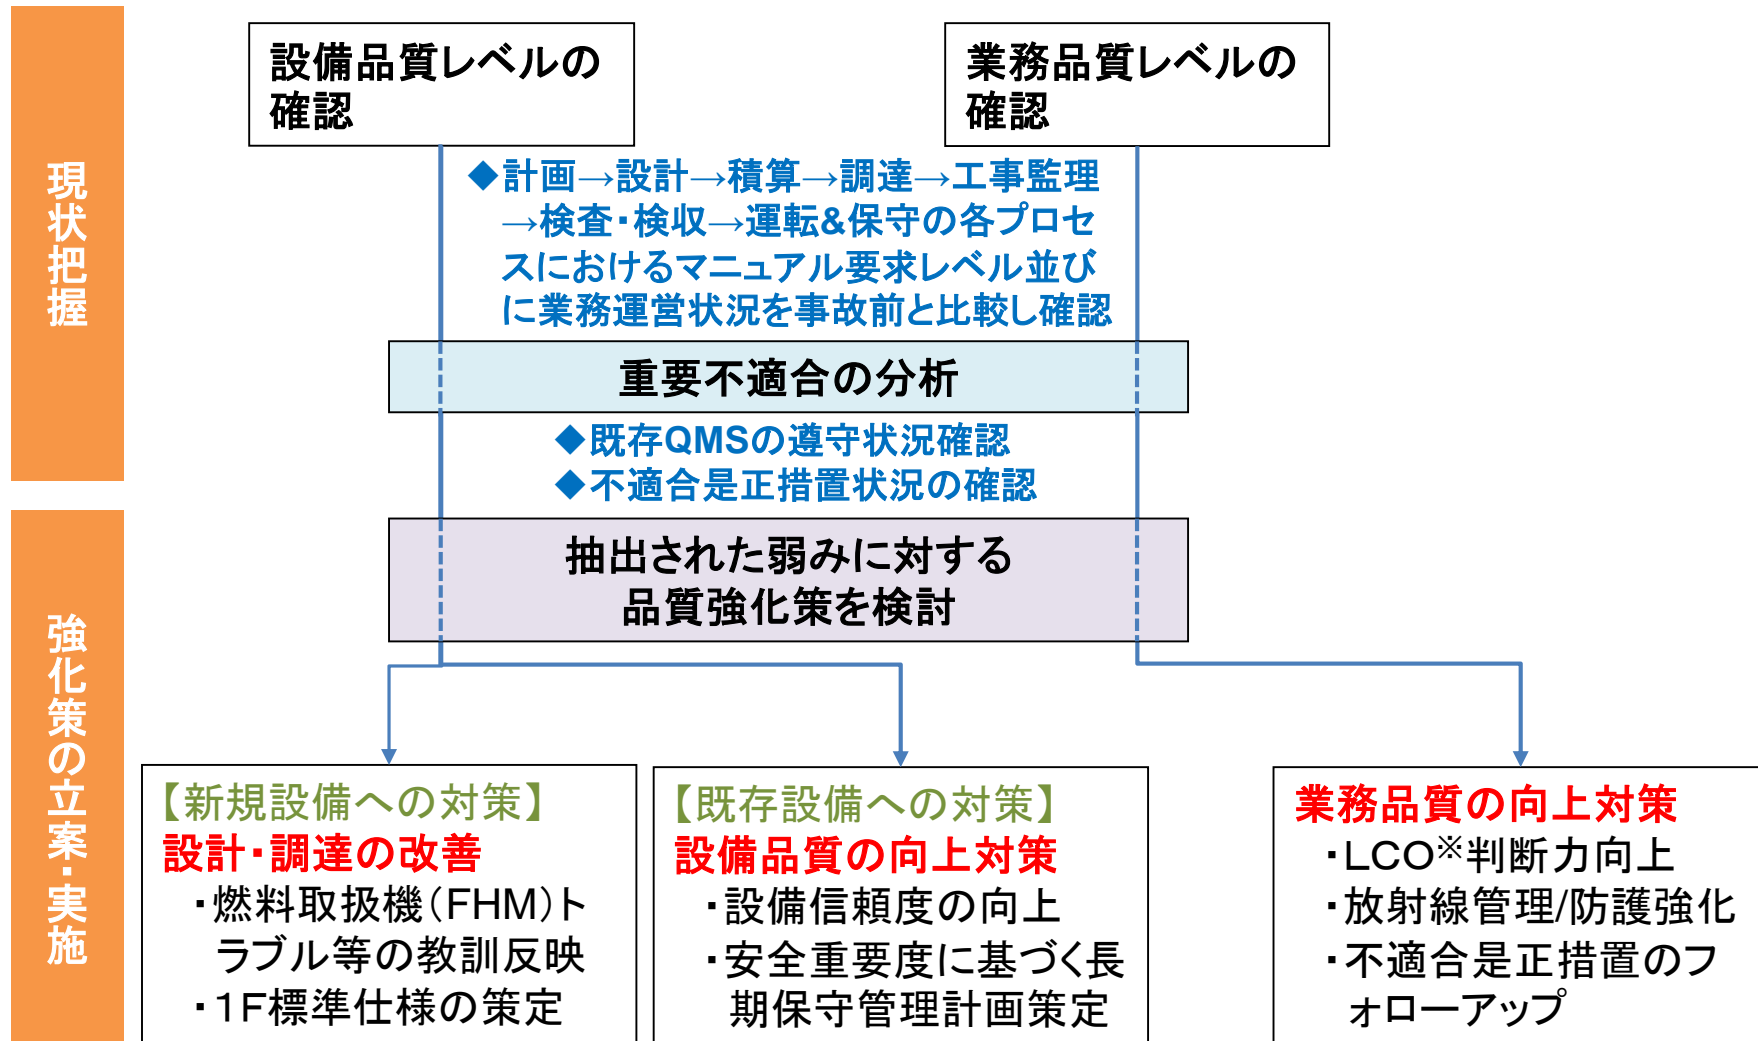 現状把握
設備品質レベルの
確認
業務品質レベルの
確認
◆計画→設計→積算→調達→工事監理
→検査・検収→運転&保守の各プロセ
スにおけるマニュアル要求レベル並び
に業務運営状況を事故前と比較し確認
重要不適合の分析
◆既存QMSの遵守状況確認
◆不適合是正措置状況の確認
強化策の立案・実施
抽出された弱みに対する
品質強化策を検討
【新規設備への対策】
設計・調達の改善
・燃料取扱機(FHM)ト
ラブル等の教訓反映
・1F標準仕様の策定
【既存設備への対策】
設備品質の向上対策
・設備信頼度の向上
・安全重要度に基づく長
期保守管理計画策定
業務品質の向上対策
・LCO※判断力向上
・放射線管理/防護強化
・不適合是正措置のフ
ォローアップ